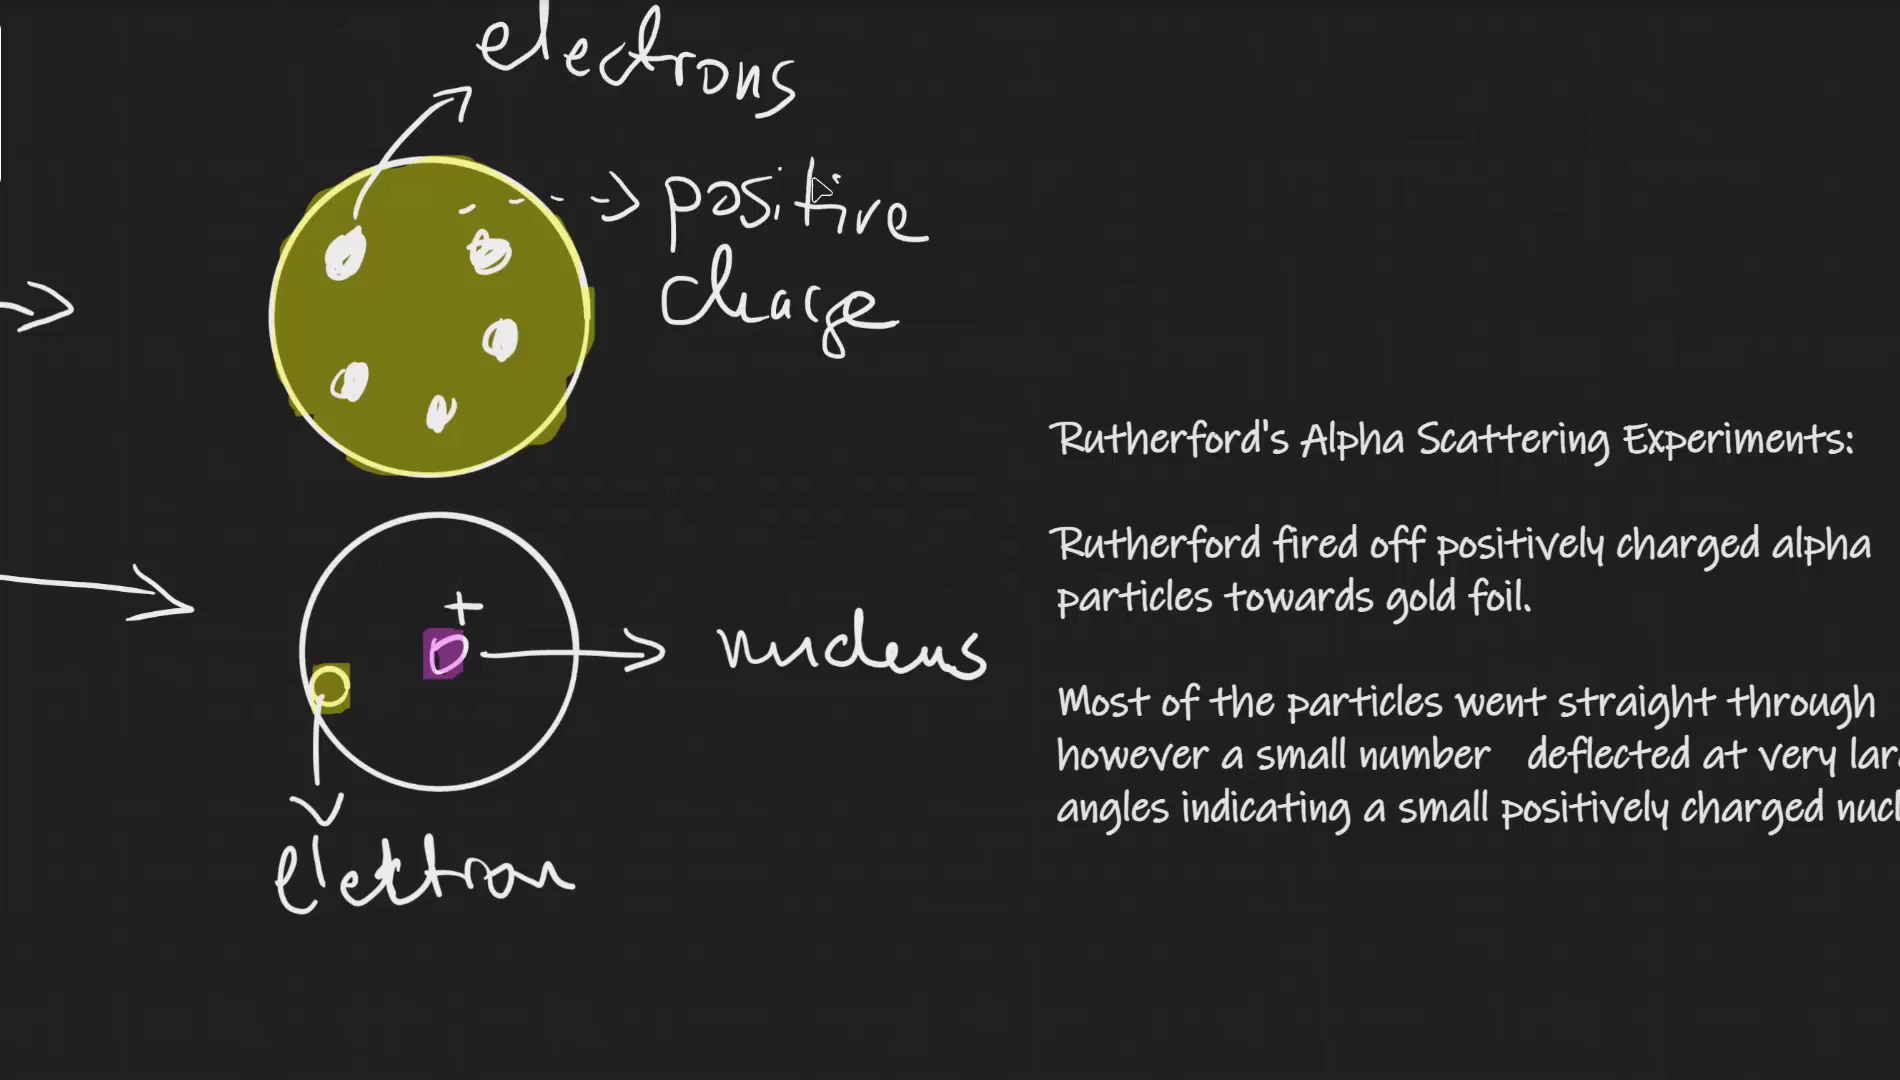 electrons
positive
charge
+
nucleus
electron
Rutherford's Alpha Scattering Experiments:
Rutherford fired off positively charged alpha
particles towards gold foil.
Most of the particles went straight through
however a small number deflected at very
angles indicating a small positively charged